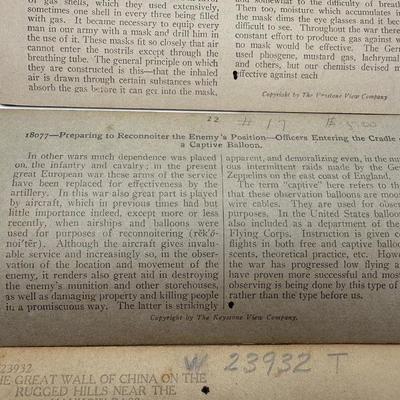 of gas shells, which they used extensively,
sometimes one shell in every three being filled
with gas. It became necessary to equip every
man in our army with a mask and drill him in
the use of it. These masks fit so closely that air
cannot enter the nostrils except through the
breathing tube. The general principle on which
they are constructed is this—that the inhaled
air is drawn through certain substances which
absorb the gas before it can get into the mask.
and somewhat to the difficulty of breath
Then too, moisture which accumulates in
the mask dims the eye glasses and it bec
difficult to see. Throughout the war there
constant effort to produce a gas against w
no mask would be effective. The Ger
used phosgene, mustard gas, lachrymat
and others, but our chemists devised m
effective against each
Copyright by The Keystone View Company
22 # 17
18077—Preparing to Reconnoiter the Enemy's Position—Officers Entering the Cradle o
a Captive Balloon.
In other wars much dependence was placed
on the infantry and cavalry; in the present
great European war these arms of the service
have been replaced for effectiveness by the
artillery. In this war also great part is played
by aircraft, which in previous times had but
little importance indeed, except more or less
recently, when airships and balloons were
used for purposes of reconnoitering (rĕk'ŏ-
noi'tĕr). Although the aircraft gives invalu-
able service and increasingly so, in the obser-
vation of the location and movement of the
enemy, it renders also great aid in destroying
the enemy's munition and other storehouses,
as well as damaging property and killing people
in a promiscuous way. The latter is strikingly
apparent, and demoralizing even, in the nu
ous intermittent raids made by the Ger
Zeppelins on the east coast of England.
The term "captive" here refers to th
that these observation balloons are moor
wire cables. They are used for observ
purposes. In the United States balloon
also included as a department of the
Flying Corps. Instruction is given co
flights in both free and captive balloo
scents, theoretical practice, etc. Howe
the war has progressed low flying a
have proven more successful and most
observing is being done by this type of
rather than the type before us.
Copyright by The Keystone View Company.
23932
W 23932 T
THE GREAT WALL OF CHINA ON THE
RUGGED HILLS NEAR THE